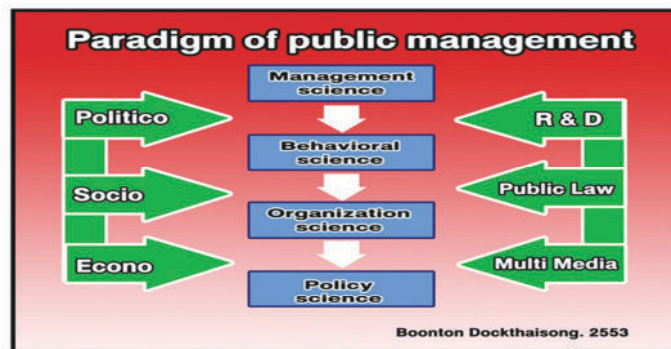 Paradigm of public management
Management
science
Politico
R & D
Behavioral
science
Socio
Public Law
Organization
science
Econo
Multi Media
Policy
science
Boonton Dockthaisong. 2553